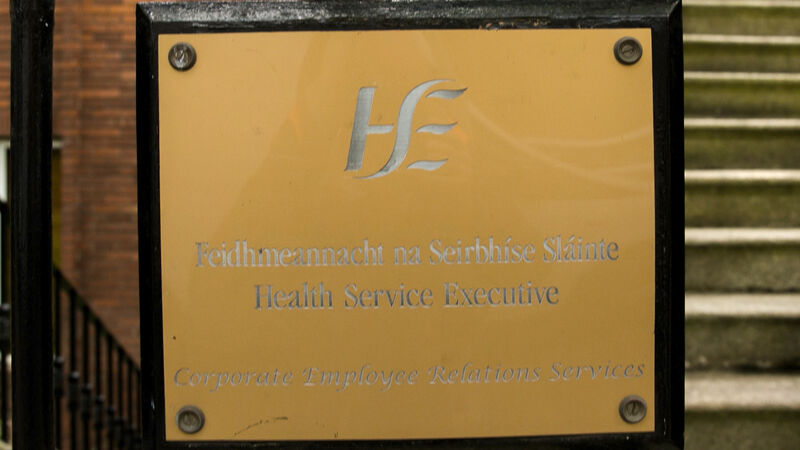 HSE
Feidhmeannacht na Seirbhíse Sláinte
Health Service Executive
Corporate Employee Relations Services